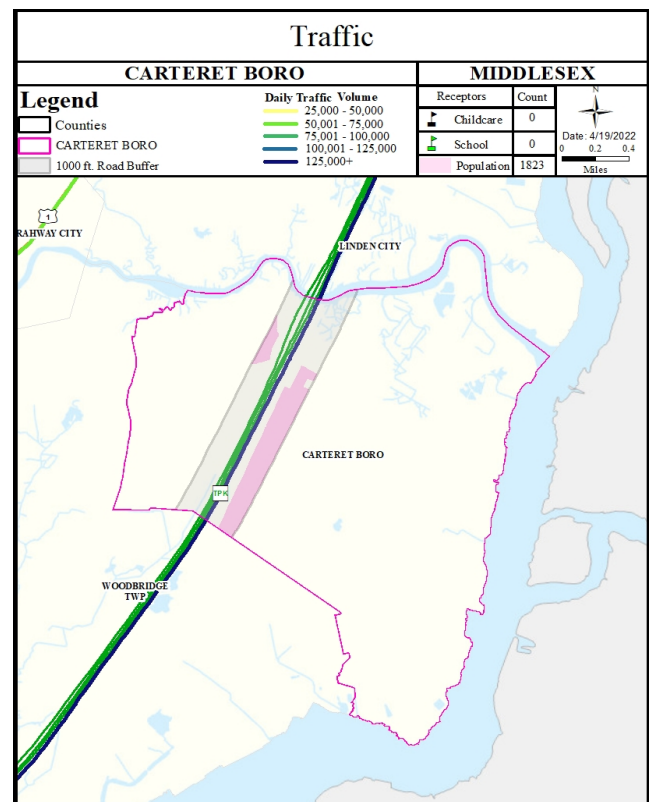 Traffic
CARTERET BORO
MIDDLESEX
Legend
Counties
CARTERET BORO
1000 ft. Road Buffer
Daily Traffic Volume
25,000 - 50,000
50,001 - 75,000
75,001 - 100,000
100,001 - 125,000
125,000+
Receptors Count
Childcare 0
School 0
Population 1823
N
Date: 4/19/2022
0 0.2 0.4
Miles
1
RAHWAY CITY
LINDEN CITY
CARTERET BORO
TPK
WOODBRIDGE
TWP